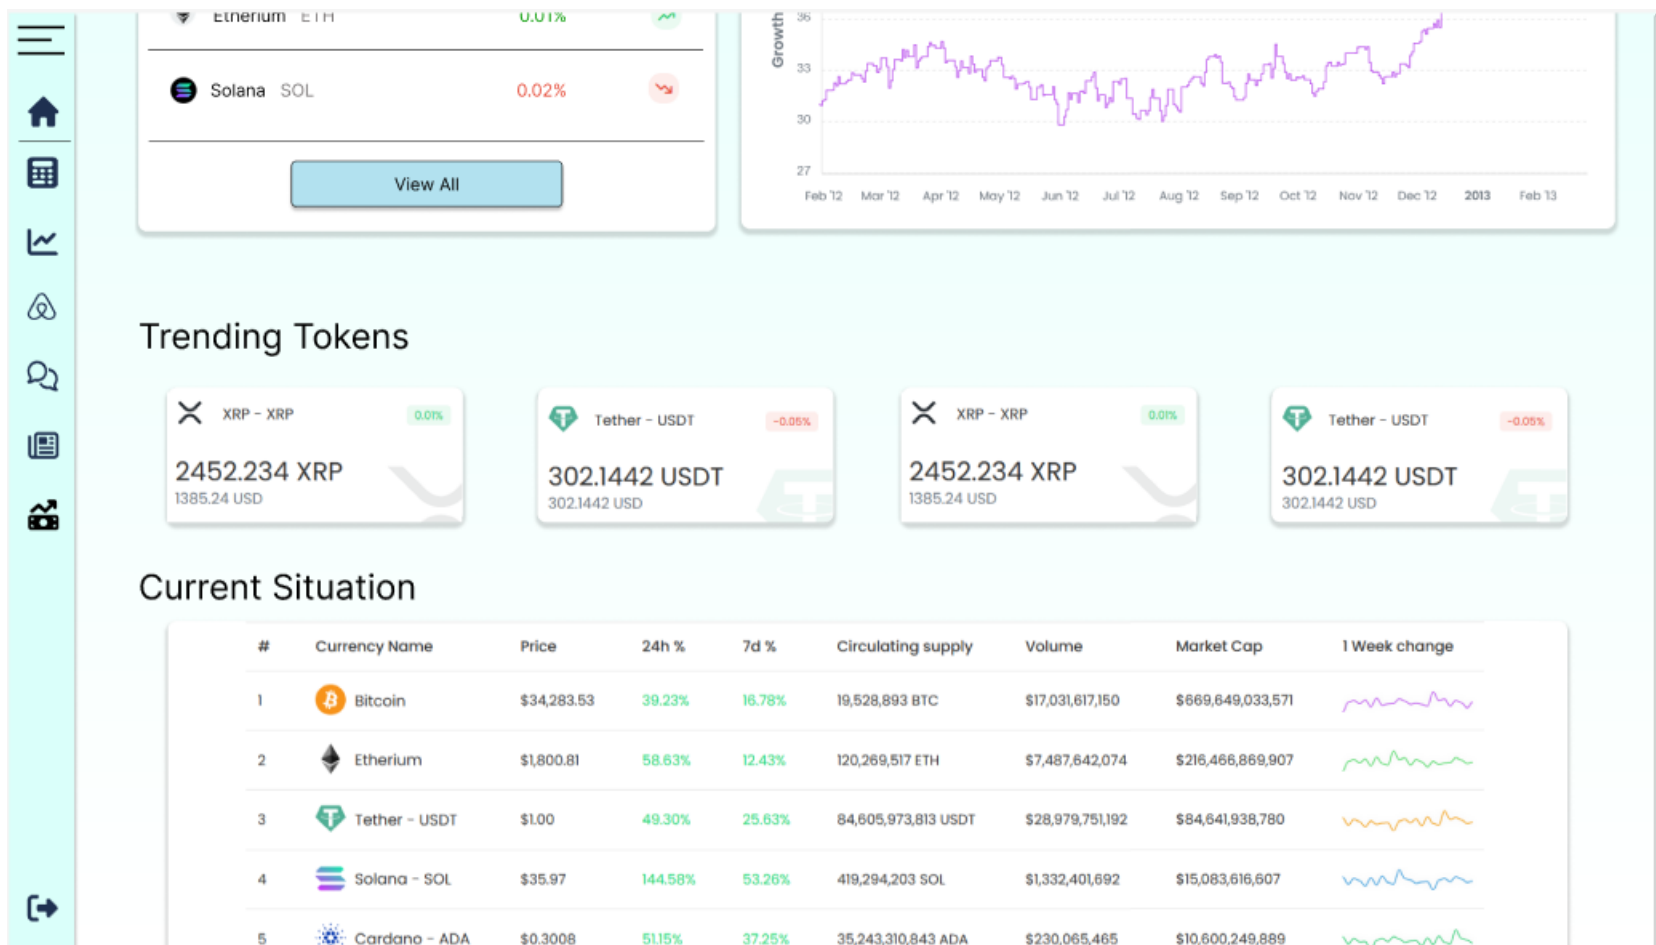 Etherium ETH 0.01%
Solana SOL 0.02%
View All
Growth
36
33
30
27
Feb '12 Mar '12 Apr '12 May '12 Jun '12 Jul '12 Aug '12 Sep '12 Oct '12 Nov '12 Dec '12 2013 Feb '13
Trending Tokens
XRP - XRP 0.01%
2452.234 XRP
1385.24 USD
Tether - USDT -0.05%
302.1442 USDT
302.1442 USD
XRP - XRP 0.01%
2452.234 XRP
1385.24 USD
Tether - USDT -0.05%
302.1442 USDT
302.1442 USD
Current Situation
# Currency Name Price 24h % 7d % Circulating supply Volume Market Cap 1 Week change
1 Bitcoin $34,283.53 39.23% 16.78% 19,528,893 BTC $17,031,617,150 $669,649,033,571
2 Etherium $1,800.81 58.63% 12.43% 120,269,517 ETH $7,487,642,074 $216,466,869,907
3 Tether - USDT $1.00 49.30% 25.63% 84,605,973,813 USDT $28,979,751,192 $84,641,938,780
4 Solana - SOL $35.97 144.58% 53.26% 419,294,203 SOL $1,332,401,692 $15,083,616,607
5 Cardano - ADA $0.3008 51.15% 37.25% 35,243,310,843 ADA $230,065,465 $10,600,249,889